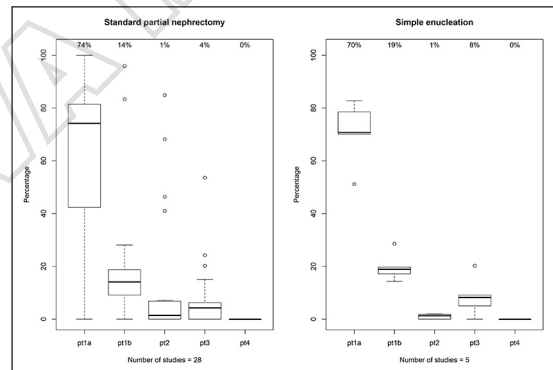 Standard partial nephrectomy
74% 14% 1% 4% 0%
Percentage
100
80
60
40
20
0
pt1a pt1b pt2 pt3 pt4
Number of studies = 28
Simple enucleation
70% 19% 1% 8% 0%
Percentage
100
80
60
40
20
0
pt1a pt1b pt2 pt3 pt4
Number of studies = 5